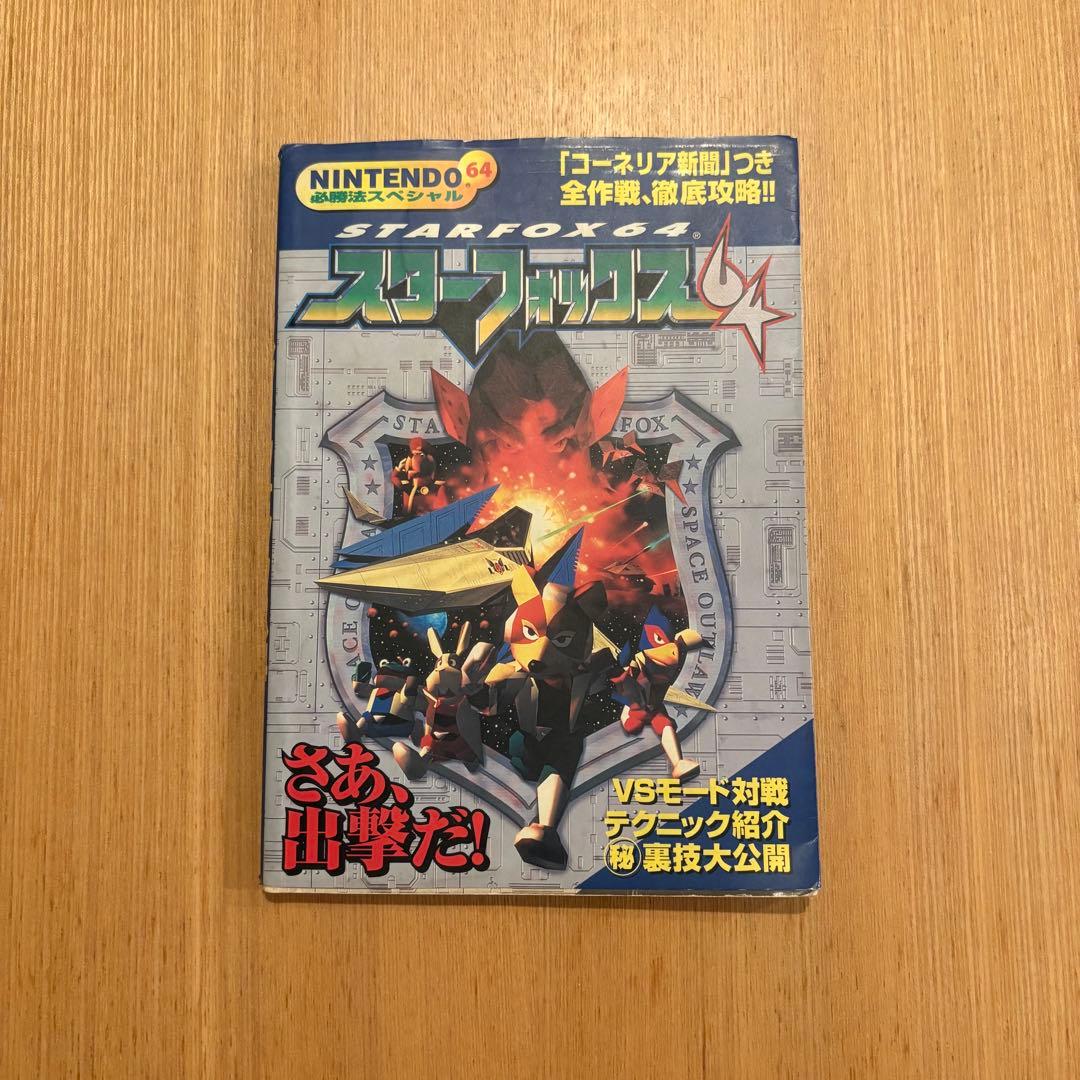 NINTENDO64
必勝法スペシャル
「コーネリア新聞」つき
全作戦、徹底攻略!!
STARFOX64®
スターフォックス64
STAR FOX
SPACE OUTLAW
さあ、
出撃だ!
VSモード対戦
テクニック紹介
㊙裏技大公開